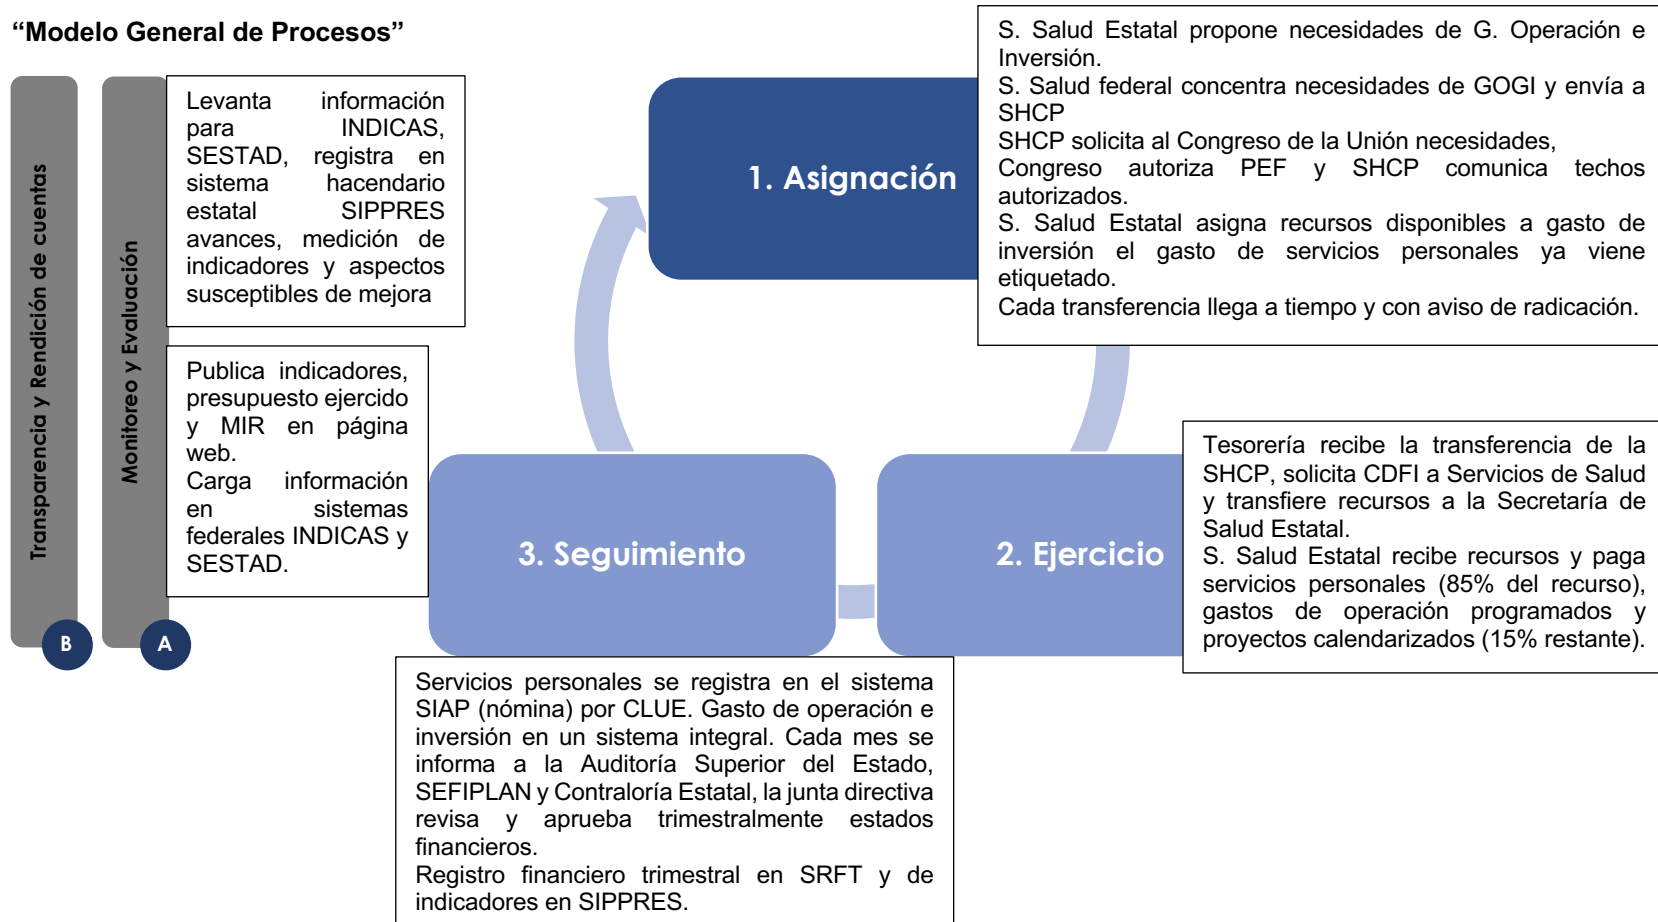 “Modelo General de Procesos”
Transparencia y Rendición de cuentas
B
Monitoreo y Evaluación
A
Levanta información
para INDICAS,
SESTAD, registra en
sistema hacendario
estatal SIPPRES
avances, medición de
indicadores y aspectos
susceptibles de mejora
Publica indicadores,
presupuesto ejercido
y MIR en página
web.
Carga información
en sistemas
federales INDICAS y
SESTAD.
1. Asignación
S. Salud Estatal propone necesidades de G. Operación e
Inversión.
S. Salud federal concentra necesidades de GOGI y envía a
SHCP
SHCP solicita al Congreso de la Unión necesidades,
Congreso autoriza PEF y SHCP comunica techos
autorizados.
S. Salud Estatal asigna recursos disponibles a gasto de
inversión el gasto de servicios personales ya viene
etiquetado.
Cada transferencia llega a tiempo y con aviso de radicación.
2. Ejercicio
Tesorería recibe la transferencia de la
SHCP, solicita CDFI a Servicios de Salud
y transfiere recursos a la Secretaría de
Salud Estatal.
S. Salud Estatal recibe recursos y paga
servicios personales (85% del recurso),
gastos de operación programados y
proyectos calendarizados (15% restante).
3. Seguimiento
Servicios personales se registra en el sistema
SIAP (nómina) por CLUE. Gasto de operación e
inversión en un sistema integral. Cada mes se
informa a la Auditoría Superior del Estado,
SEFIPLAN y Contraloría Estatal, la junta directiva
revisa y aprueba trimestralmente estados
financieros.
Registro financiero trimestral en SRFT y de
indicadores en SIPPRES.